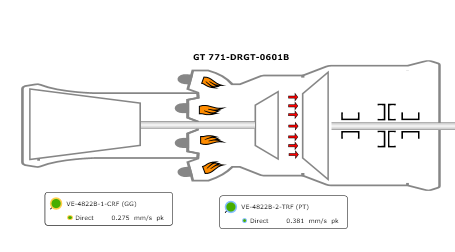 GT 771-DRGT-0601B
VE-4822B-1-CRF (GG)
Direct 0.275 mm/s pk
VE-4822B-2-TRF (PT)
Direct 0.381 mm/s pk